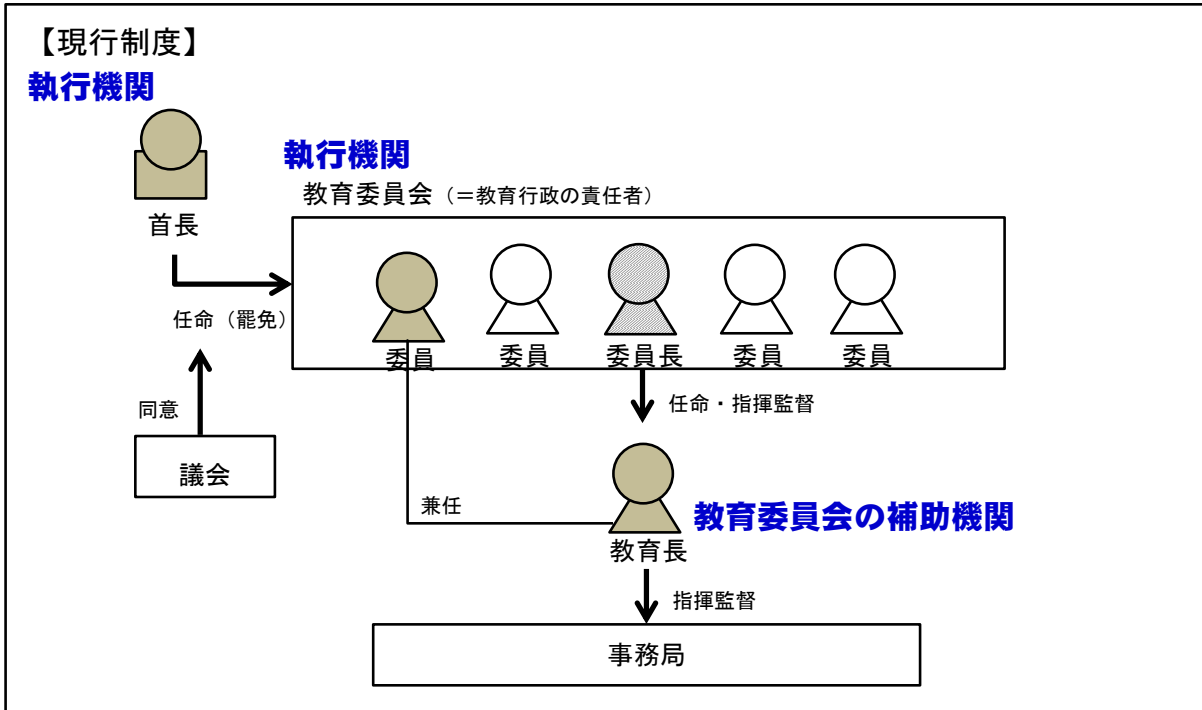 【現行制度】
執行機関
首長
執行機関
教育委員会（＝教育行政の責任者）
任命（罷免）
委員
委員
委員長
委員
委員
同意
議会
任命・指揮監督
兼任
教育委員会の補助機関
教育長
指揮監督
事務局